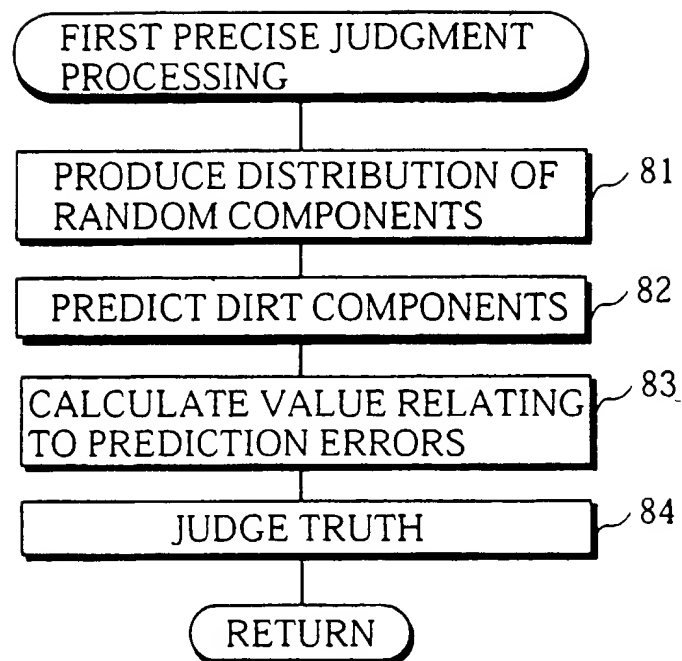 FIRST PRECISE JUDGMENT
PROCESSING
PRODUCE DISTRIBUTION OF
RANDOM COMPONENTS
81
PREDICT DIRT COMPONENTS
82
CALCULATE VALUE RELATING
TO PREDICTION ERRORS
83
JUDGE TRUTH
84
RETURN